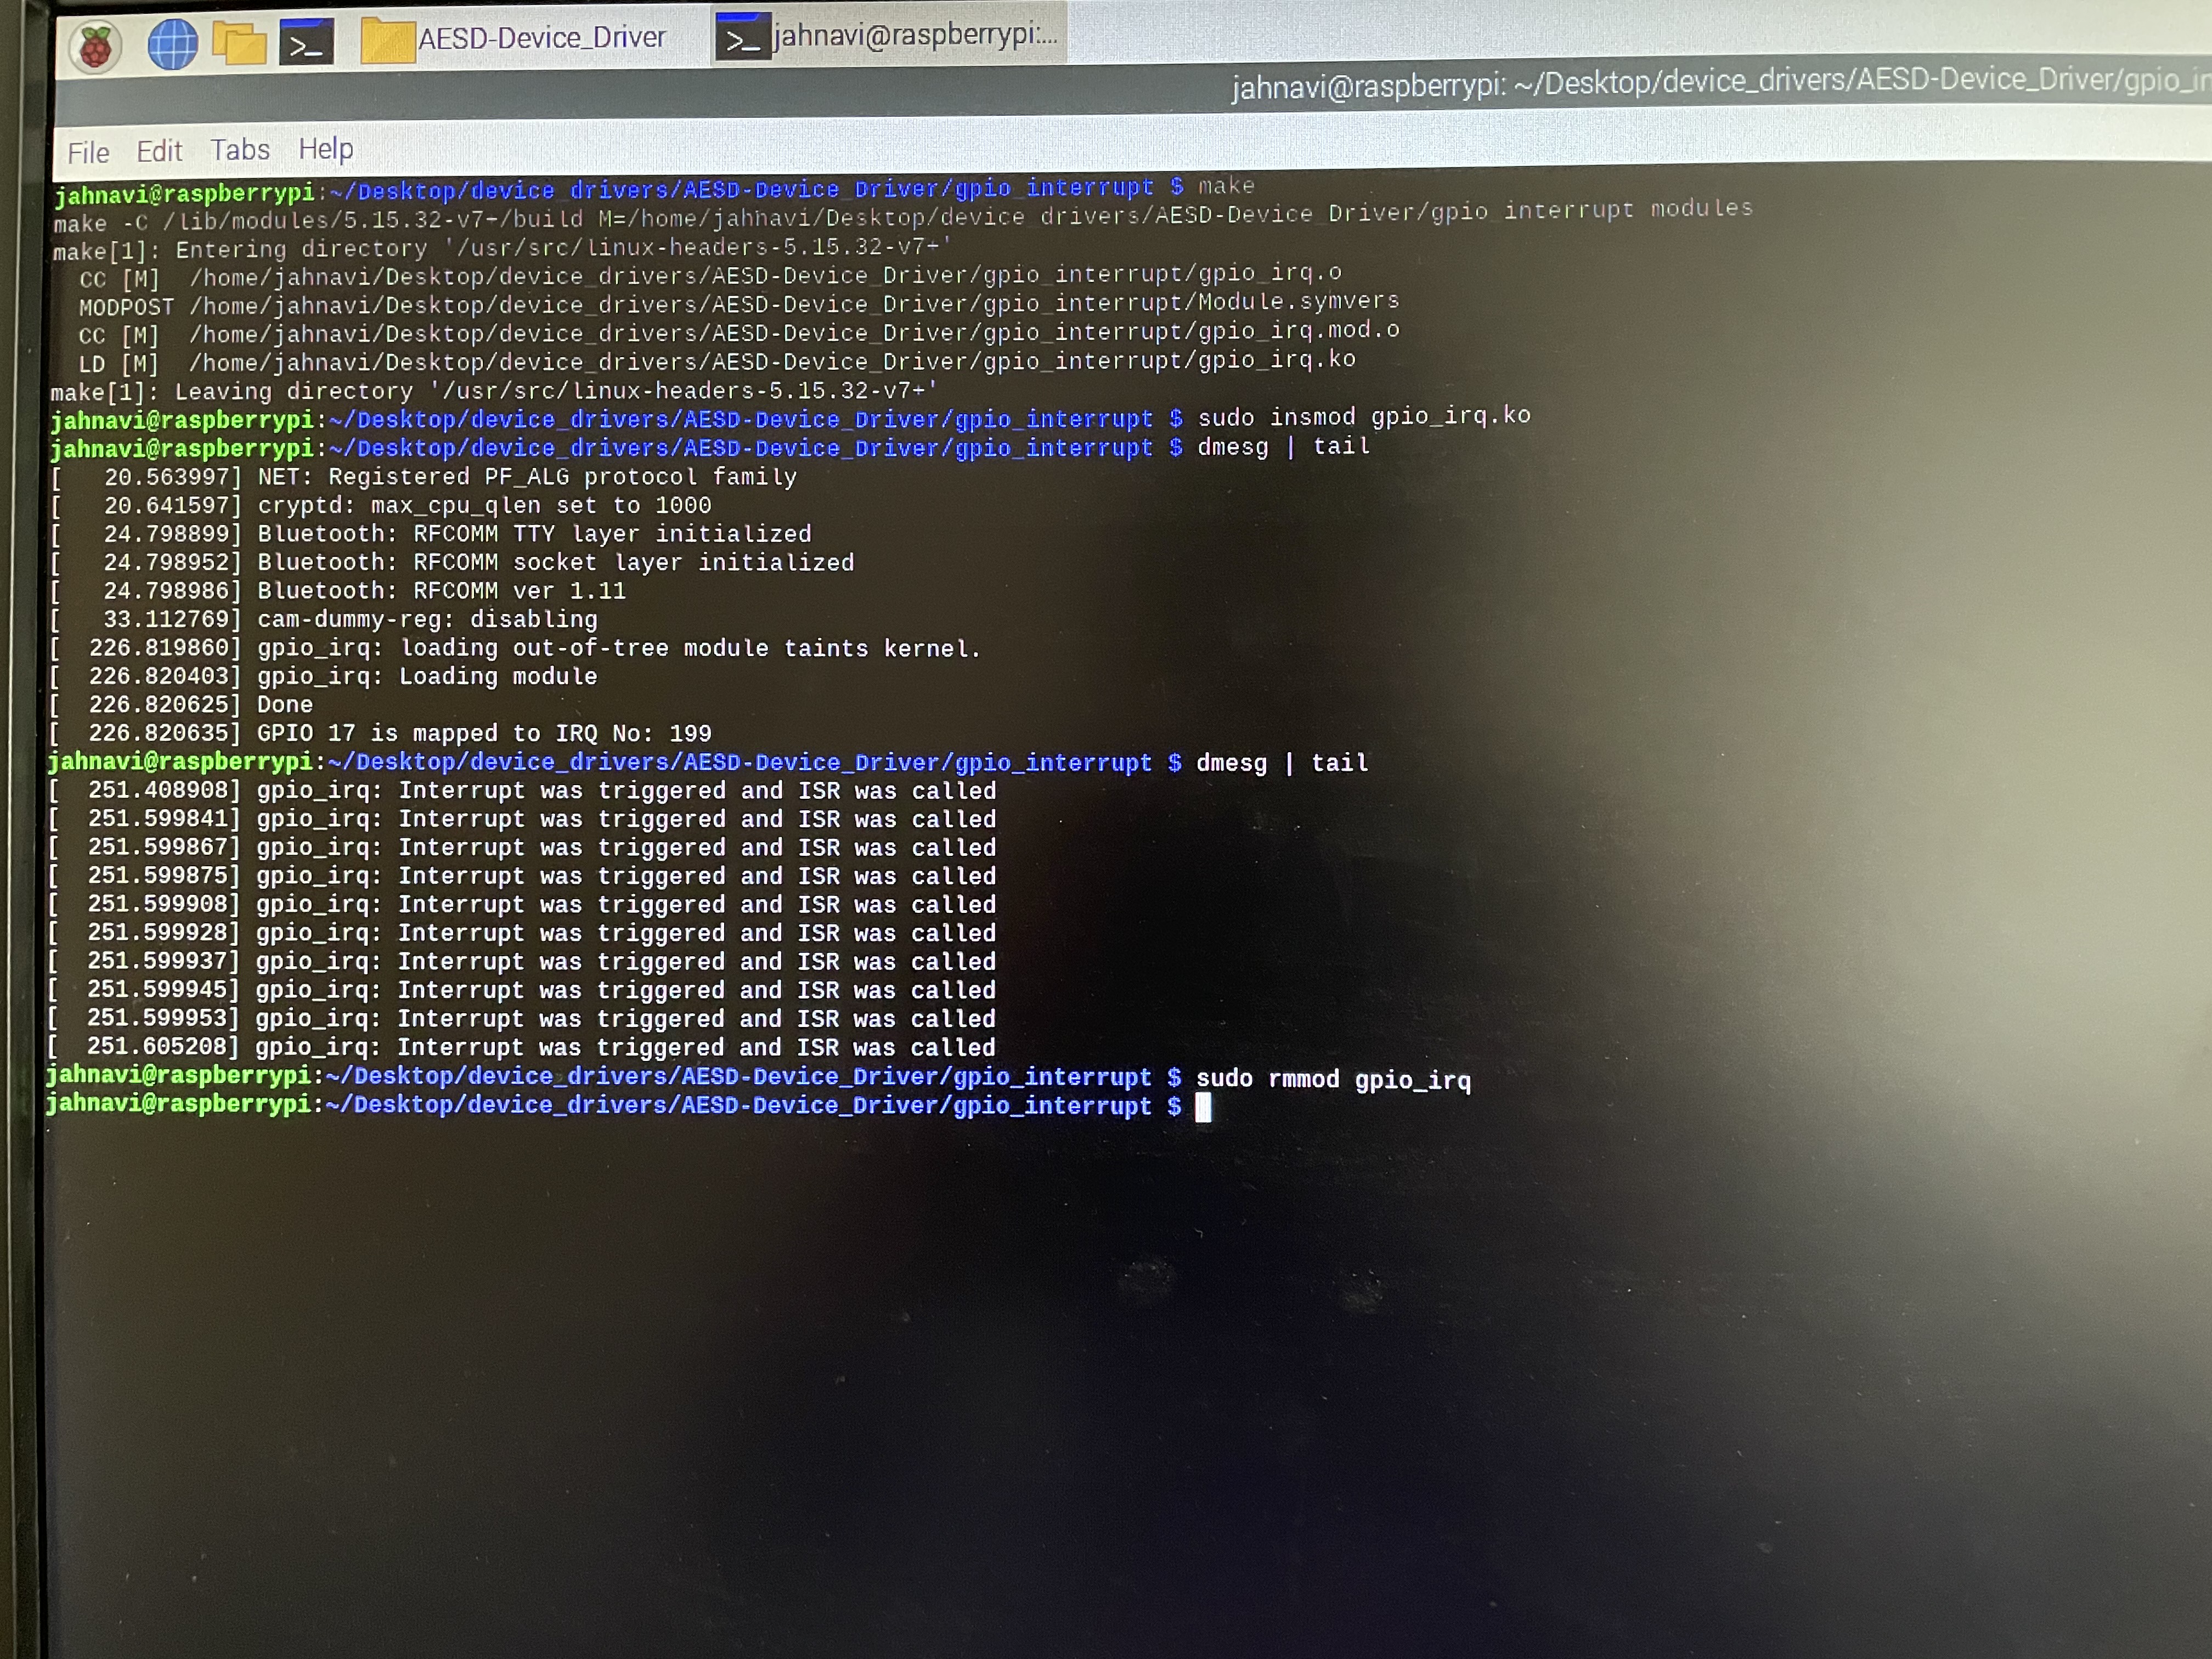 AESD-Device_Driver
jahnavi@raspberrypi:...
jahnavi@raspberrypi: ~/Desktop/device_drivers/AESD-Device_Driver/gpio_in
File Edit Tabs Help
jahnavi@raspberrypi:~/Desktop/device_drivers/AESD-Device_Driver/gpio_interrupt $ make
make -C /lib/modules/5.15.32-v7+/build M=/home/jahnavi/Desktop/device_drivers/AESD-Device_Driver/gpio_interrupt modules
make[1]: Entering directory '/usr/src/linux-headers-5.15.32-v7+'
  CC [M]  /home/jahnavi/Desktop/device_drivers/AESD-Device_Driver/gpio_interrupt/gpio_irq.o
  MODPOST /home/jahnavi/Desktop/device_drivers/AESD-Device_Driver/gpio_interrupt/Module.symvers
  CC [M]  /home/jahnavi/Desktop/device_drivers/AESD-Device_Driver/gpio_interrupt/gpio_irq.mod.o
  LD [M]  /home/jahnavi/Desktop/device_drivers/AESD-Device_Driver/gpio_interrupt/gpio_irq.ko
make[1]: Leaving directory '/usr/src/linux-headers-5.15.32-v7+'
jahnavi@raspberrypi:~/Desktop/device_drivers/AESD-Device_Driver/gpio_interrupt $ sudo insmod gpio_irq.ko
jahnavi@raspberrypi:~/Desktop/device_drivers/AESD-Device_Driver/gpio_interrupt $ dmesg | tail
[   20.563997] NET: Registered PF_ALG protocol family
[   20.641597] cryptd: max_cpu_qlen set to 1000
[   24.798899] Bluetooth: RFCOMM TTY layer initialized
[   24.798952] Bluetooth: RFCOMM socket layer initialized
[   24.798986] Bluetooth: RFCOMM ver 1.11
[   33.112769] cam-dummy-reg: disabling
[  226.819860] gpio_irq: loading out-of-tree module taints kernel.
[  226.820403] gpio_irq: Loading module
[  226.820625] Done
[  226.820635] GPIO 17 is mapped to IRQ No: 199
jahnavi@raspberrypi:~/Desktop/device_drivers/AESD-Device_Driver/gpio_interrupt $ dmesg | tail
[  251.408908] gpio_irq: Interrupt was triggered and ISR was called
[  251.599841] gpio_irq: Interrupt was triggered and ISR was called
[  251.599867] gpio_irq: Interrupt was triggered and ISR was called
[  251.599875] gpio_irq: Interrupt was triggered and ISR was called
[  251.599908] gpio_irq: Interrupt was triggered and ISR was called
[  251.599928] gpio_irq: Interrupt was triggered and ISR was called
[  251.599937] gpio_irq: Interrupt was triggered and ISR was called
[  251.599945] gpio_irq: Interrupt was triggered and ISR was called
[  251.599953] gpio_irq: Interrupt was triggered and ISR was called
[  251.605208] gpio_irq: Interrupt was triggered and ISR was called
jahnavi@raspberrypi:~/Desktop/device_drivers/AESD-Device_Driver/gpio_interrupt $ sudo rmmod gpio_irq
jahnavi@raspberrypi:~/Desktop/device_drivers/AESD-Device_Driver/gpio_interrupt $